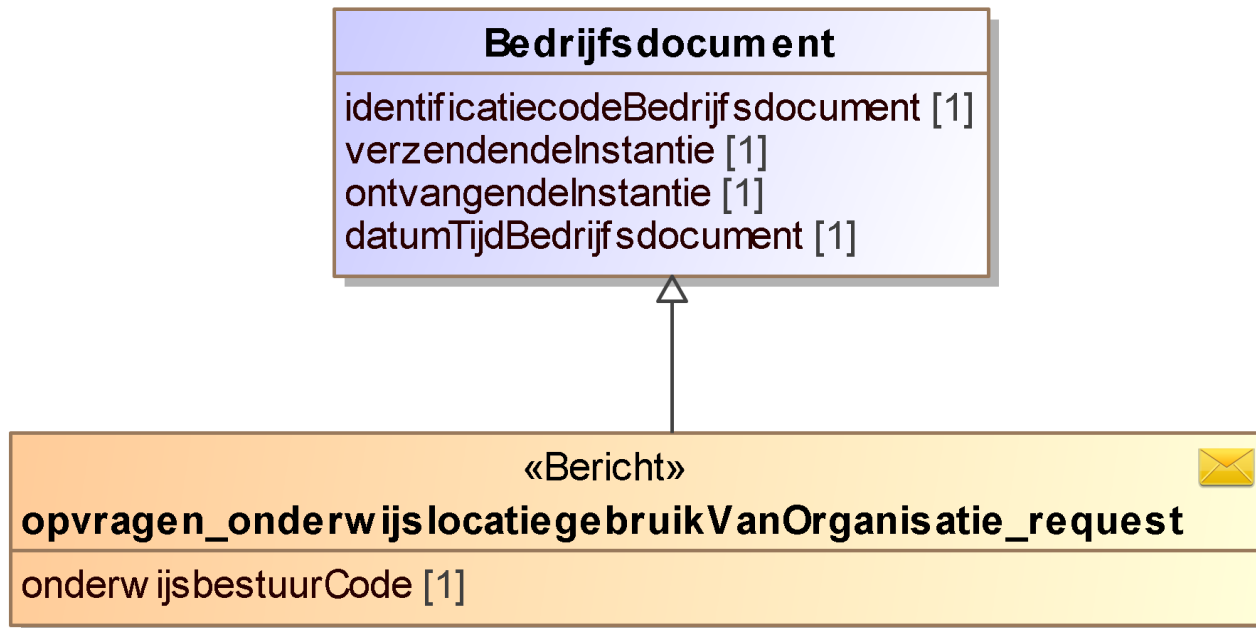 Bedrijfsdocument
identificatiecodeBedrijfsdocument [1]
verzendendeInstantie [1]
ontvangendeInstantie [1]
datumTijdBedrijfsdocument [1]
«Bericht»
opvragen_onderwijslocatiegebruikVanOrganisatie_request
onderwijsbestuurCode [1]